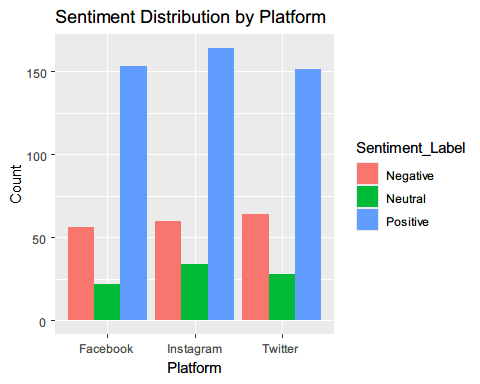 Sentiment Distribution by Platform
150
100
50
0
Count
Facebook
Instagram
Twitter
Platform
Sentiment_Label
Negative
Neutral
Positive